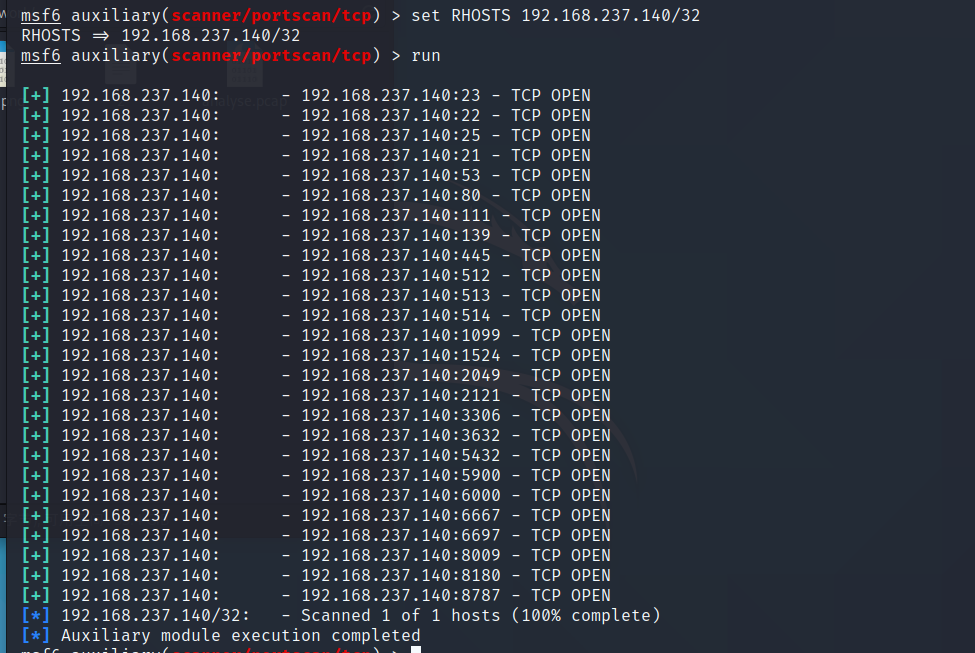 msf6 auxiliary(scanner/portscan/tcp) > set RHOSTS 192.168.237.140/32
RHOSTS ⇒ 192.168.237.140/32
msf6 auxiliary(scanner/portscan/tcp) > run
[+] 192.168.237.140: - 192.168.237.140:23 - TCP OPEN
[+] 192.168.237.140: - 192.168.237.140:22 - TCP OPEN
[+] 192.168.237.140: - 192.168.237.140:25 - TCP OPEN
[+] 192.168.237.140: - 192.168.237.140:21 - TCP OPEN
[+] 192.168.237.140: - 192.168.237.140:53 - TCP OPEN
[+] 192.168.237.140: - 192.168.237.140:80 - TCP OPEN
[+] 192.168.237.140: - 192.168.237.140:111 - TCP OPEN
[+] 192.168.237.140: - 192.168.237.140:139 - TCP OPEN
[+] 192.168.237.140: - 192.168.237.140:445 - TCP OPEN
[+] 192.168.237.140: - 192.168.237.140:512 - TCP OPEN
[+] 192.168.237.140: - 192.168.237.140:513 - TCP OPEN
[+] 192.168.237.140: - 192.168.237.140:514 - TCP OPEN
[+] 192.168.237.140: - 192.168.237.140:1099 - TCP OPEN
[+] 192.168.237.140: - 192.168.237.140:1524 - TCP OPEN
[+] 192.168.237.140: - 192.168.237.140:2049 - TCP OPEN
[+] 192.168.237.140: - 192.168.237.140:2121 - TCP OPEN
[+] 192.168.237.140: - 192.168.237.140:3306 - TCP OPEN
[+] 192.168.237.140: - 192.168.237.140:3632 - TCP OPEN
[+] 192.168.237.140: - 192.168.237.140:5432 - TCP OPEN
[+] 192.168.237.140: - 192.168.237.140:5900 - TCP OPEN
[+] 192.168.237.140: - 192.168.237.140:6000 - TCP OPEN
[+] 192.168.237.140: - 192.168.237.140:6667 - TCP OPEN
[+] 192.168.237.140: - 192.168.237.140:6697 - TCP OPEN
[+] 192.168.237.140: - 192.168.237.140:8009 - TCP OPEN
[+] 192.168.237.140: - 192.168.237.140:8180 - TCP OPEN
[+] 192.168.237.140: - 192.168.237.140:8787 - TCP OPEN
[*] 192.168.237.140/32: - Scanned 1 of 1 hosts (100% complete)
[*] Auxiliary module execution completed
msf6 auxiliary(scanner/portscan/tcp) >